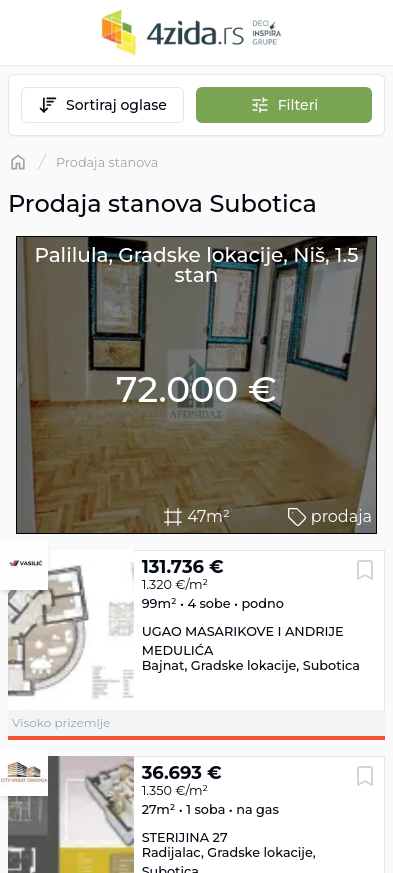 4zida.rs DEO INSPIRA GRUPE
Sortiraj oglase
Filteri
/ Prodaja stanova
Prodaja stanova Subotica
Palilula, Gradske lokacije, Niš, 1.5
stan
72.000 €
ΛΕΟΝΙΔΑΣ
47m²
prodaja
VASILIĆ
131.736 €
1.320 €/m²
99m² • 4 sobe • podno
UGAO MASARIKOVE I ANDRIJE
MEDULIĆA
Bajnat, Gradske lokacije, Subotica
Visoko prizemlje
CITY INVEST GRADNJA
36.693 €
1.350 €/m²
27m² • 1 soba • na gas
STERIJINA 27
Radijalac, Gradske lokacije,
Subotica